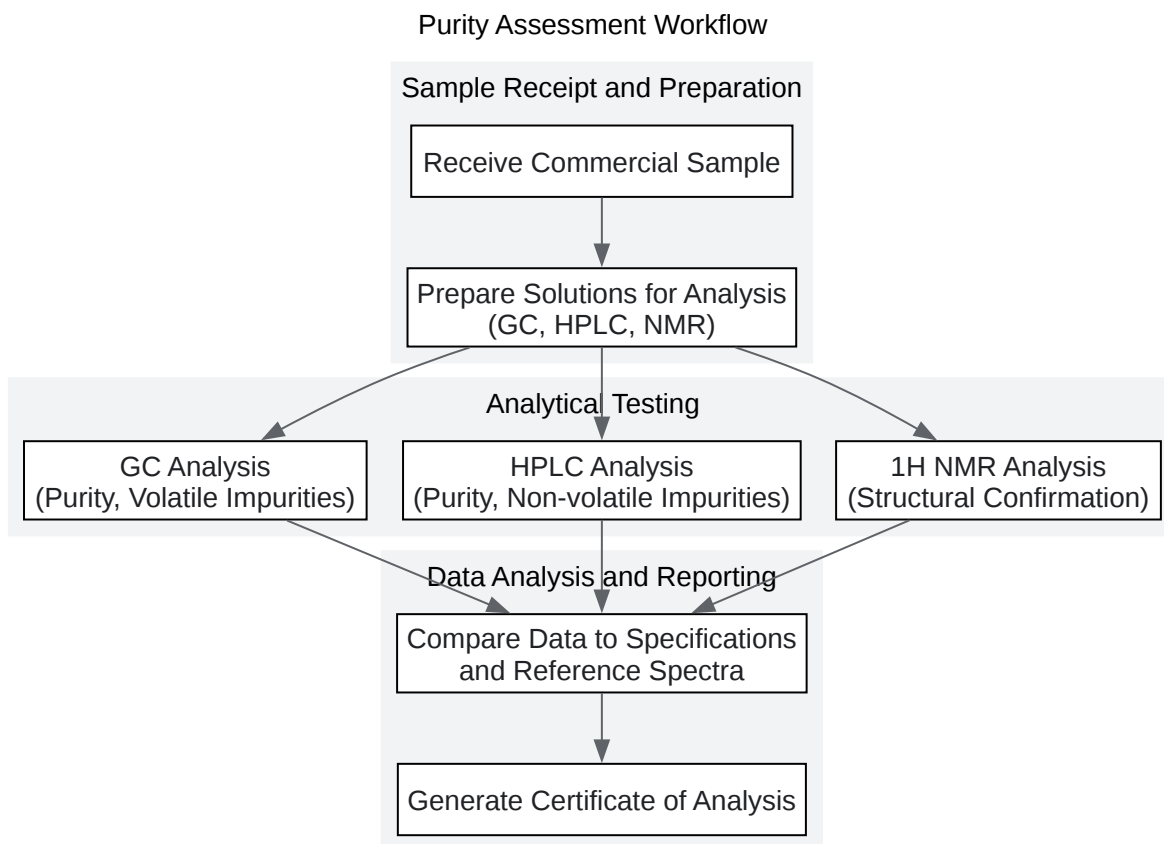 Purity Assessment Workflow
Sample Receipt and Preparation
Receive Commercial Sample
Prepare Solutions for Analysis
(GC, HPLC, NMR)
Analytical Testing
GC Analysis
(Purity, Volatile Impurities)
HPLC Analysis
(Purity, Non-volatile Impurities)
1H NMR Analysis
(Structural Confirmation)
Data Analysis and Reporting
Compare Data to Specifications
and Reference Spectra
Generate Certificate of Analysis